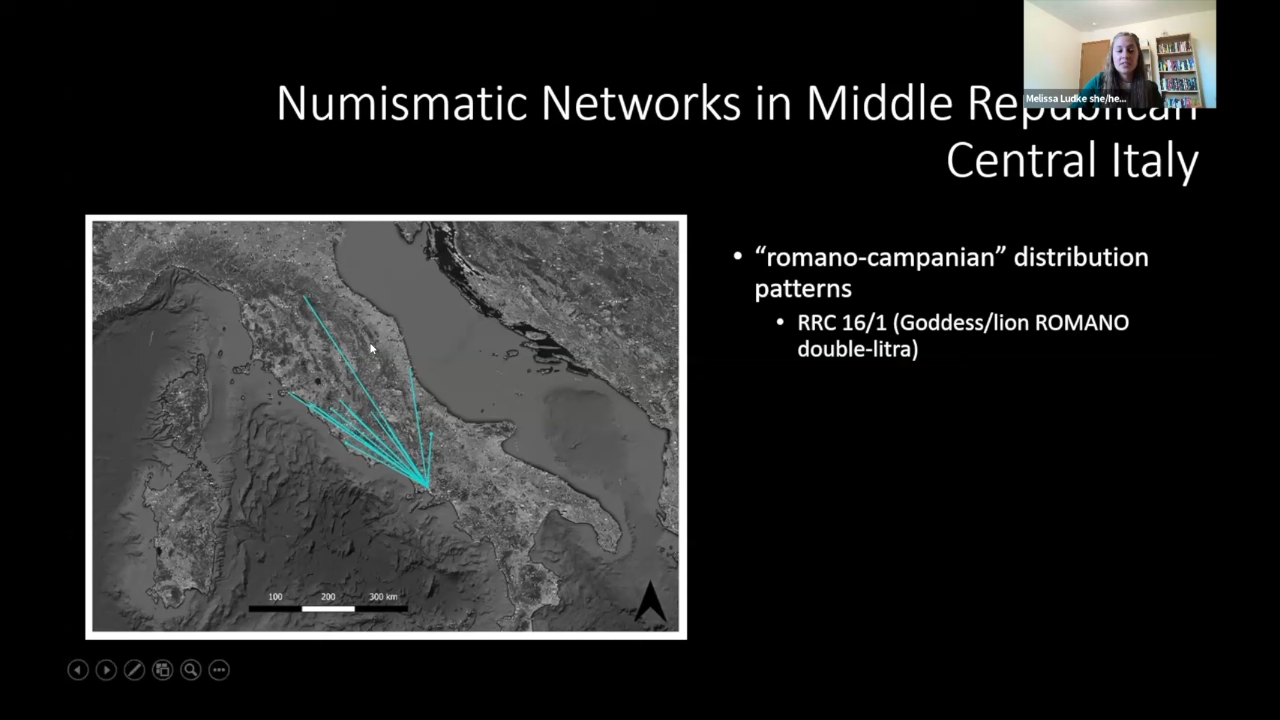 Numismatic Networks in Middle Republican
Central Italy
Melissa Ludke she/he...
• “romano-campanian” distribution
patterns
• RRC 16/1 (Goddess/lion ROMANO
double-litra)
100 200 300 km